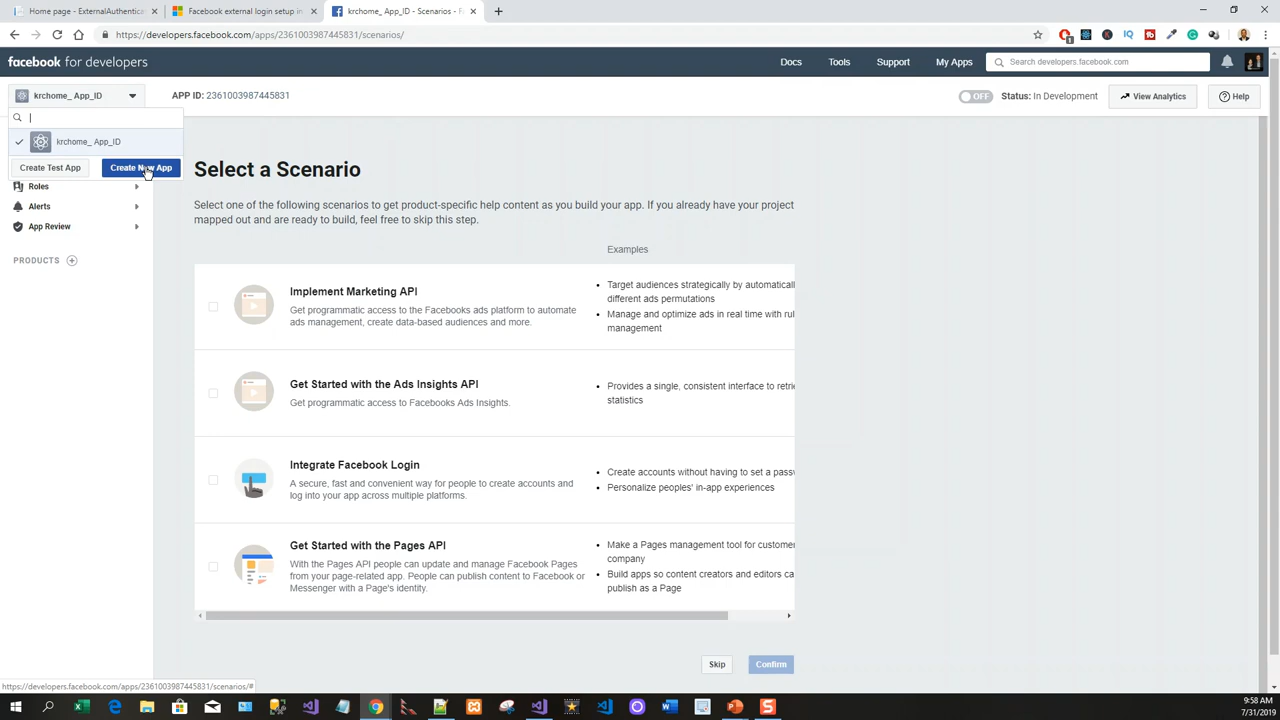 Home page - ExternalAuthentica
Facebook external login setup in
krchome_ App_ID - Scenarios - F
https://developers.facebook.com/apps/2361003987445831/scenarios/
facebook for developers
Docs
Tools
Support
My Apps
Search developers.facebook.com
krchome_ App_ID
APP ID: 2361003987445831
OFF
Status: In Development
View Analytics
Help
krchome_ App_ID
Create Test App
Create New App
Roles
Alerts
App Review
PRODUCTS
Select a Scenario
Select one of the following scenarios to get product-specific help content as you build your app. If you already have your project
mapped out and are ready to build, feel free to skip this step.
Examples
Implement Marketing API
Get programmatic access to the Facebooks ads platform to automate
ads management, create data-based audiences and more.
• Target audiences strategically by automaticall
different ads permutations
• Manage and optimize ads in real time with rul
management
Get Started with the Ads Insights API
Get programmatic access to Facebooks Ads Insights.
• Provides a single, consistent interface to retrie
statistics
Integrate Facebook Login
A secure, fast and convenient way for people to create accounts and
log into your app across multiple platforms.
• Create accounts without having to set a passw
• Personalize peoples' in-app experiences
Get Started with the Pages API
With the Pages API people can update and manage Facebook Pages
from your page-related app. People can publish content to Facebook or
Messenger with a Page's identity.
• Make a Pages management tool for customer
company
• Build apps so content creators and editors ca
publish as a Page
Skip
Confirm
https://developers.facebook.com/apps/2361003987445831/scenarios/#
9:58 AM
7/31/2019